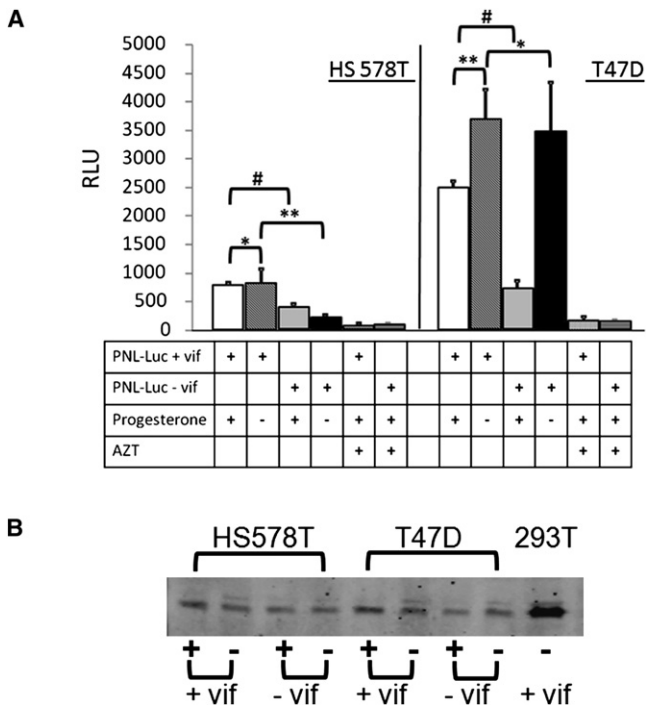 A
5000
4500
4000
3500
3000
2500
2000
1500
1000
500
0
RLU
HS 578T
T47D
# ** * # ** *
PNL-Luc + vif + + + + + +
PNL-Luc - vif + + + + + +
Progesterone + - + - + + + - + - + +
AZT + + + +
B
HS578T T47D 293T
+ - + - + - + - -
+ vif - vif + vif - vif + vif